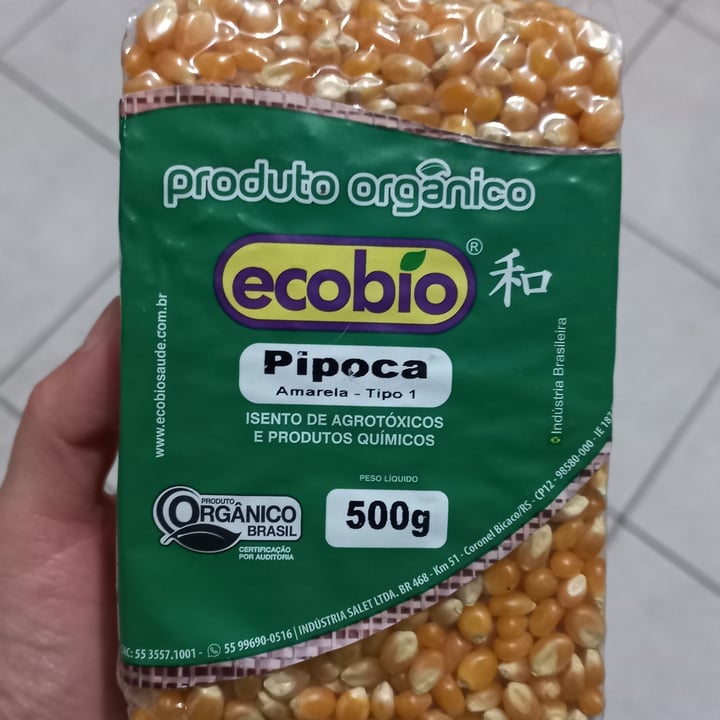 produto orgânico
ecobio® 和
Pipoca
Amarela - Tipo 1
ISENTO DE AGROTÓXICOS
E PRODUTOS QUÍMICOS
PESO LÍQUIDO
500g
PRODUTO
ORGÂNICO
BRASIL
CERTIFICAÇÃO
POR AUDITORIA
www.ecobiosaude.com.br
Indústria Brasileira
55 3557.1001 - 55 99690-0516 | INDÚSTRIA SALET LTDA. BR 468 - Km 51 - Coronel Bicaco/RS - CP12 - 98580-000 - IE 187